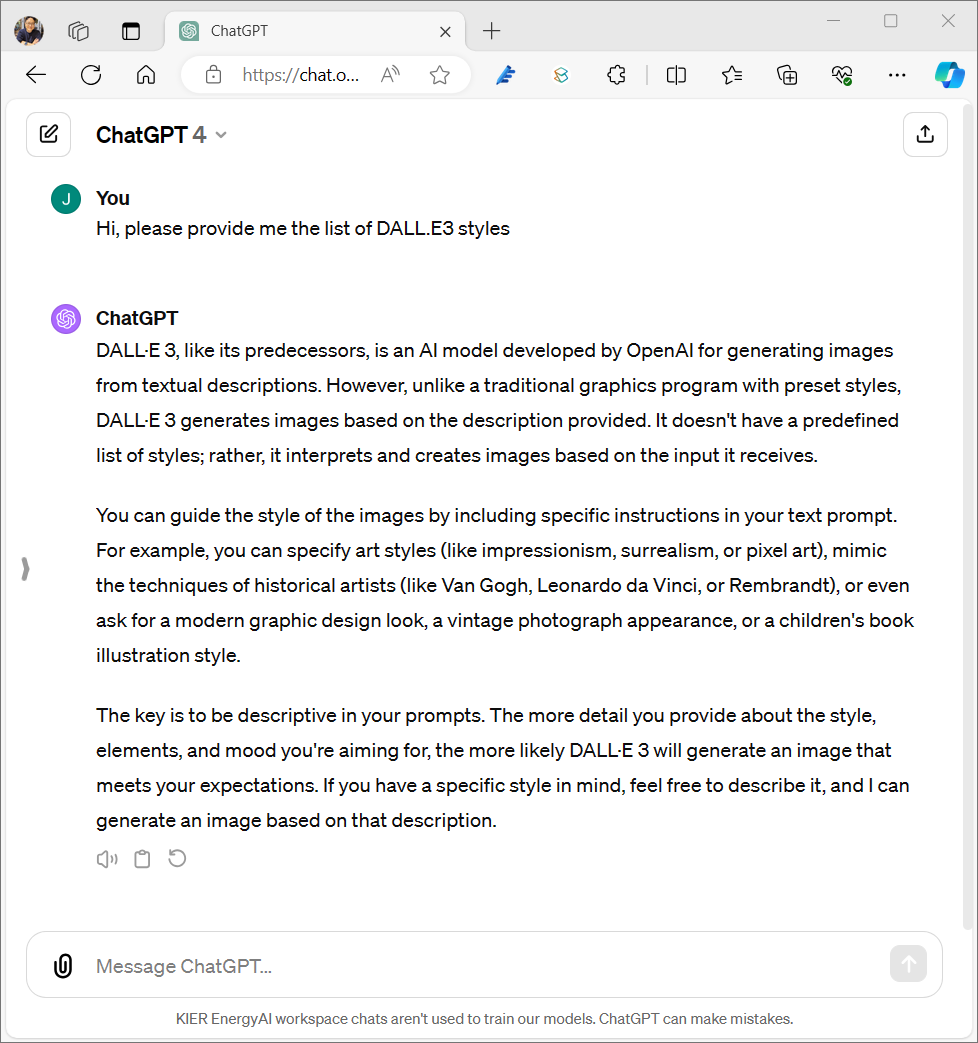 ChatGPT
https://chat.o...
ChatGPT 4
J
You
Hi, please provide me the list of DALL.E3 styles
ChatGPT
DALL·E 3, like its predecessors, is an AI model developed by OpenAI for generating images
from textual descriptions. However, unlike a traditional graphics program with preset styles,
DALL·E 3 generates images based on the description provided. It doesn't have a predefined
list of styles; rather, it interprets and creates images based on the input it receives.
You can guide the style of the images by including specific instructions in your text prompt.
For example, you can specify art styles (like impressionism, surrealism, or pixel art), mimic
the techniques of historical artists (like Van Gogh, Leonardo da Vinci, or Rembrandt), or even
ask for a modern graphic design look, a vintage photograph appearance, or a children's book
illustration style.
The key is to be descriptive in your prompts. The more detail you provide about the style,
elements, and mood you're aiming for, the more likely DALL·E 3 will generate an image that
meets your expectations. If you have a specific style in mind, feel free to describe it, and I can
generate an image based on that description.
Message ChatGPT...
KIER EnergyAI workspace chats aren't used to train our models. ChatGPT can make mistakes.